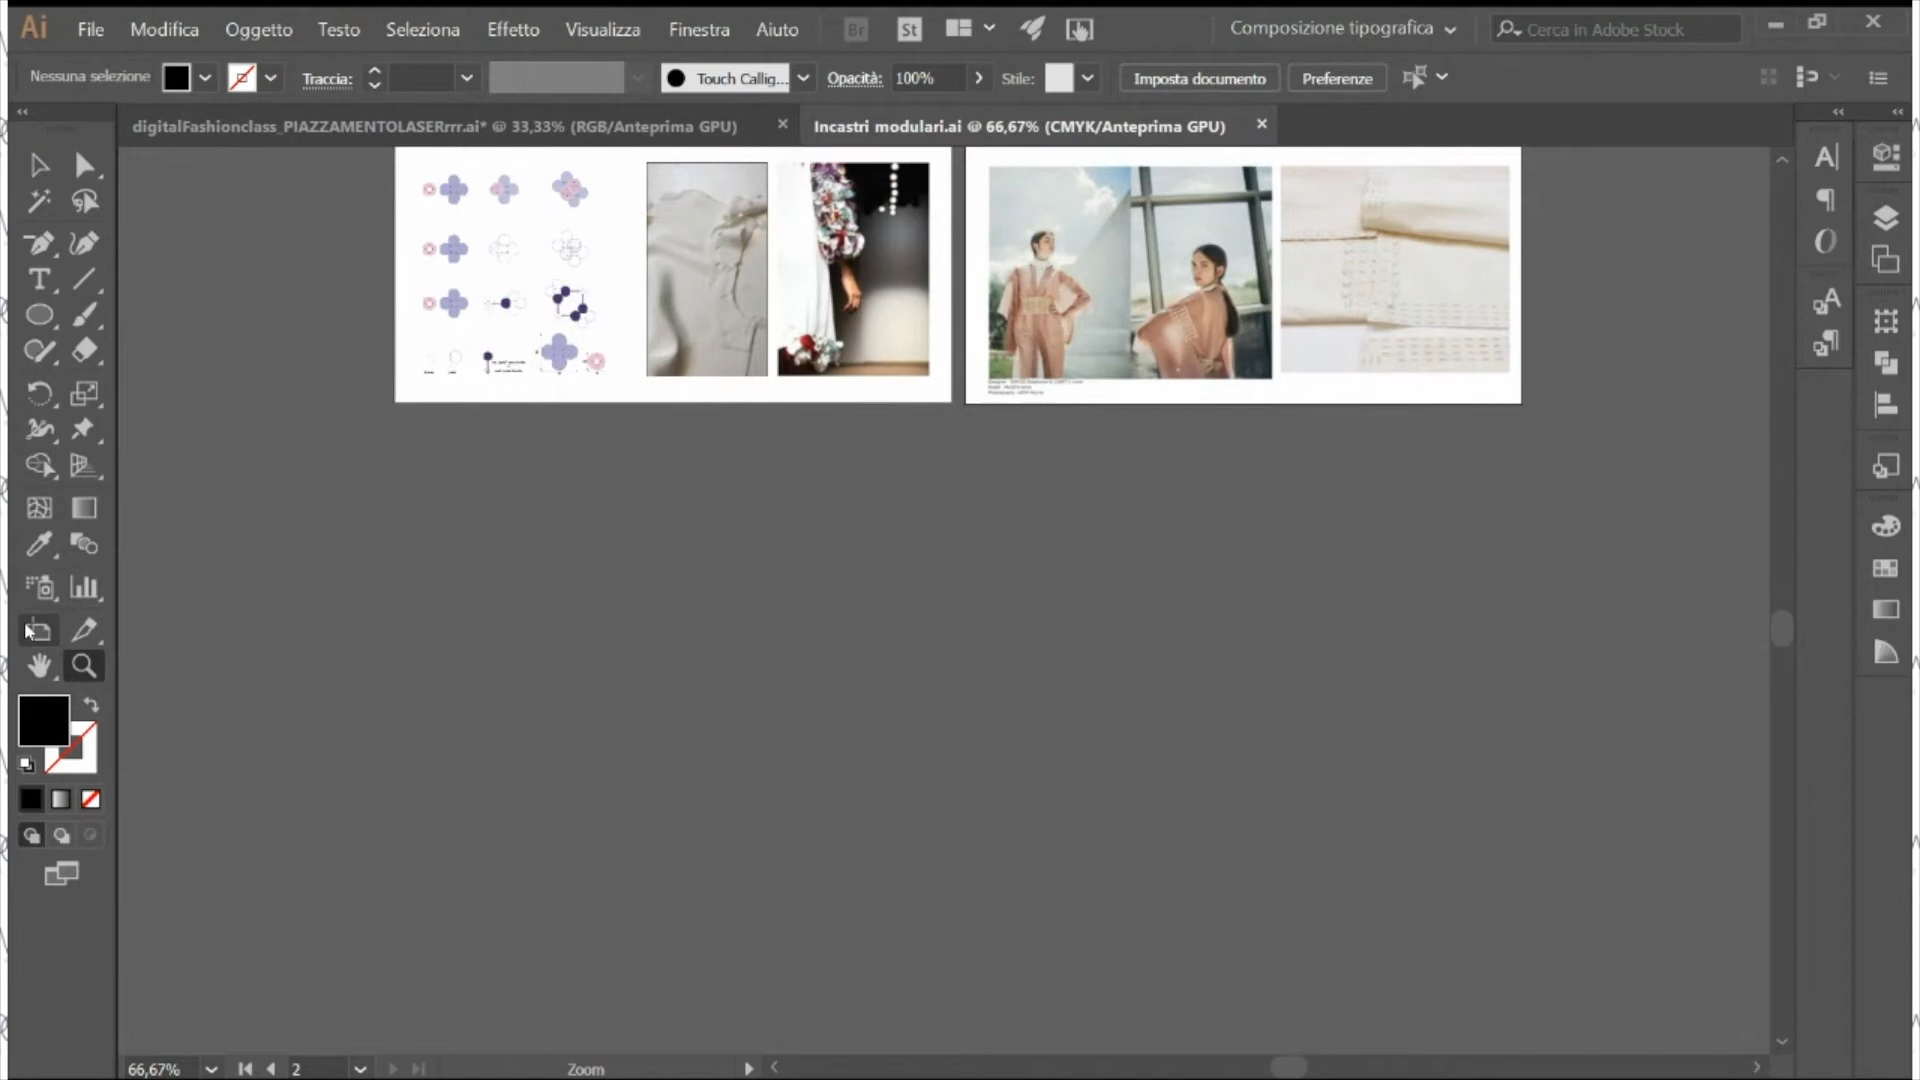 Ai File Modifica Oggetto Testo Seleziona Effetto Visualizza Finestra Aiuto Br St Composizione tipografica Cerca in Adobe Stock
Nessuna selezione Traccia: Touch Callig... Opacità: 100% Stile: Imposta documento Preferenze
digitalFashionclass_PIAZZAMENTOLASERrrr.ai* @ 33,33% (RGB/Anteprima GPU) Incastri modulari.ai @ 66,67% (CMYK/Anteprima GPU)
66,67% 2 Zoom